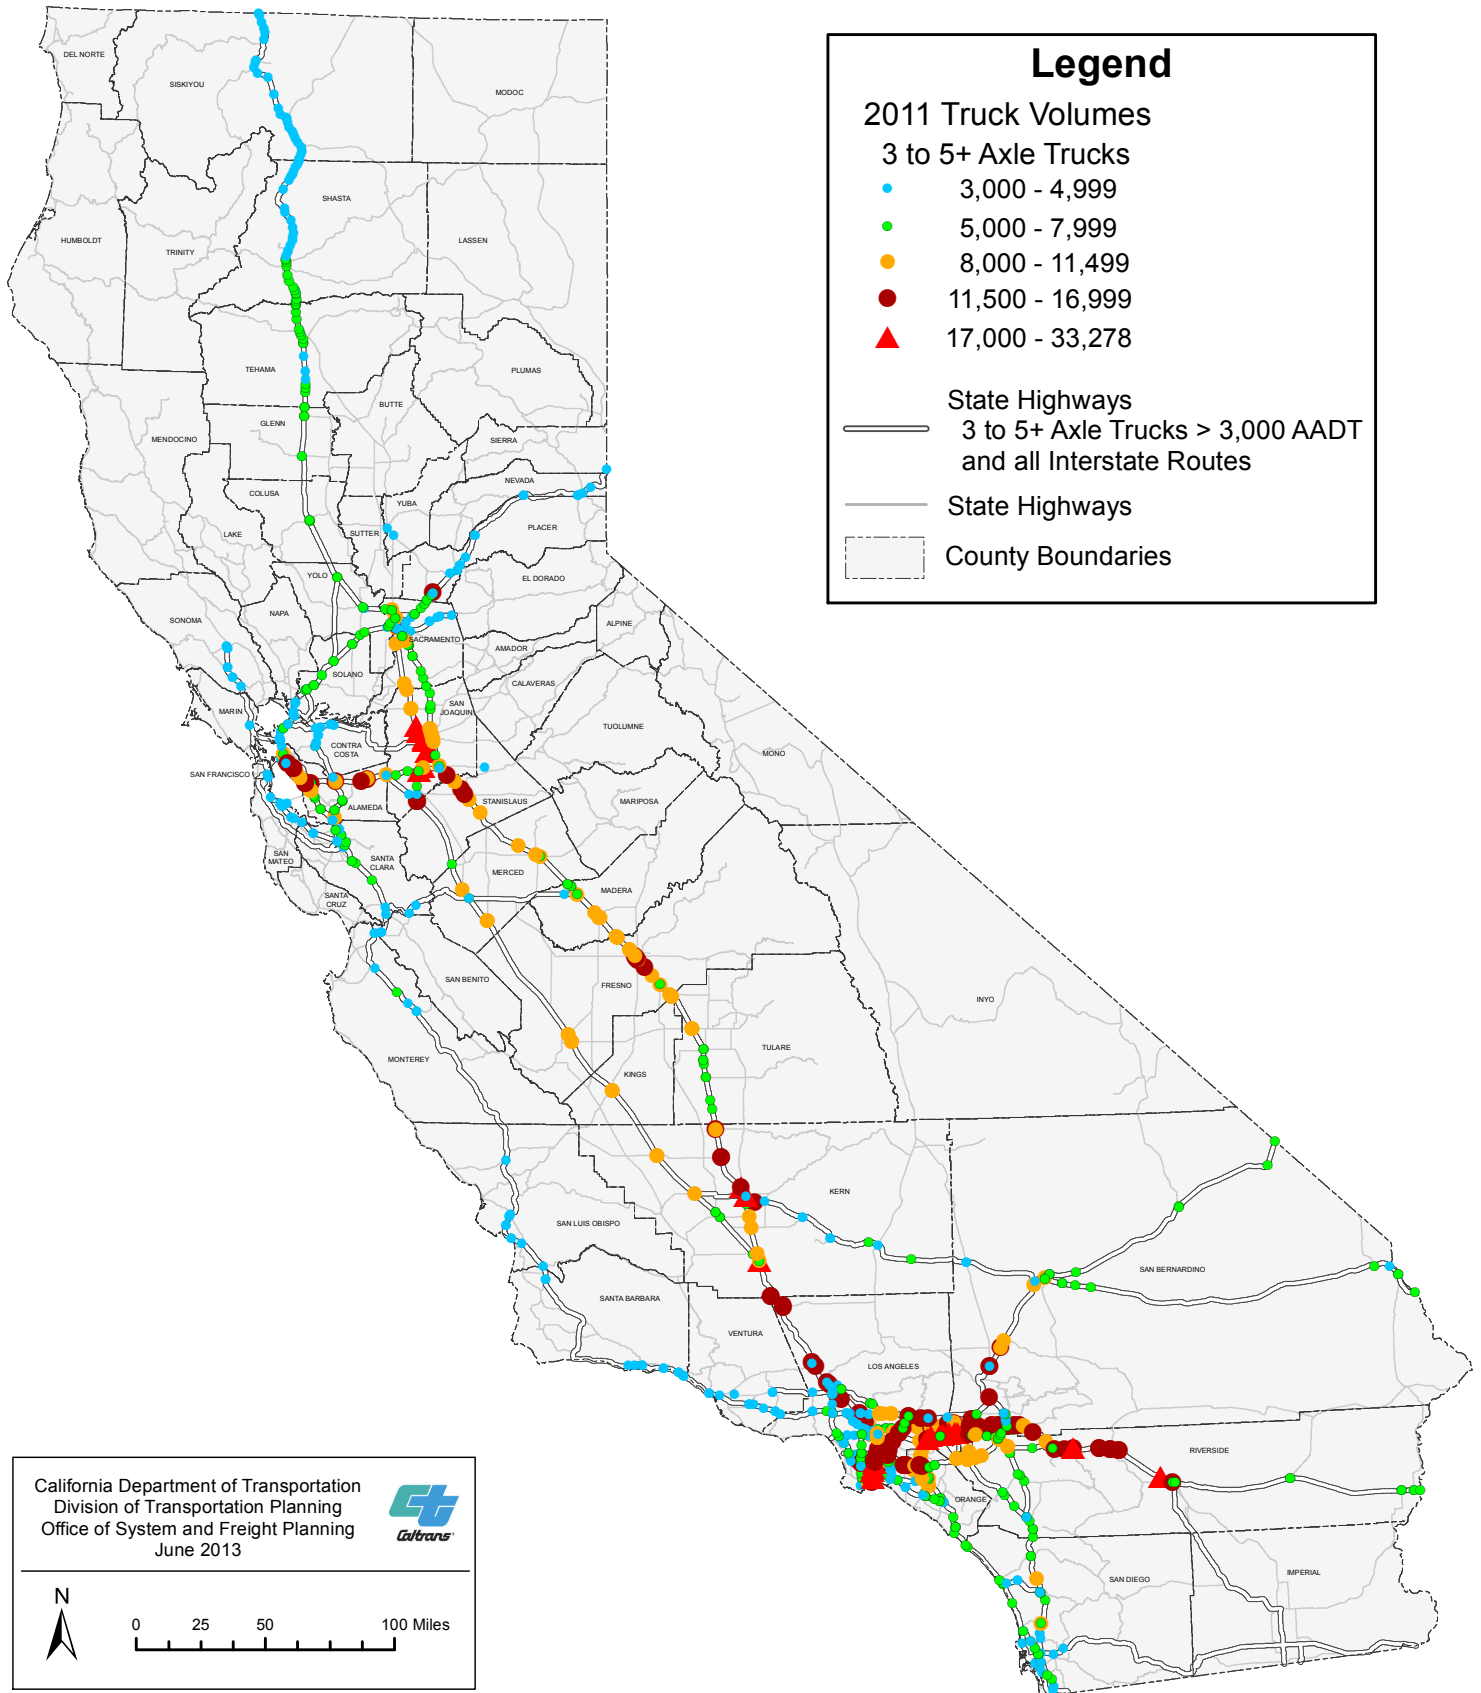 Legend
2011 Truck Volumes
3 to 5+ Axle Trucks
3,000 - 4,999
5,000 - 7,999
8,000 - 11,499
11,500 - 16,999
17,000 - 33,278
State Highways
3 to 5+ Axle Trucks > 3,000 AADT
and all Interstate Routes
State Highways
County Boundaries
DEL NORTE
SISKIYOU
MODOC
HUMBOLDT
TRINITY
SHASTA
LASSEN
TEHAMA
PLUMAS
MENDOCINO
GLENN
BUTTE
SIERRA
COLUSA
YUBA
NEVADA
LAKE
SUTTER
PLACER
YOLO
EL DORADO
SONOMA
NAPA
SACRAMENTO
ALPINE
AMADOR
SOLANO
CALAVERAS
MARIN
SAN
JOAQUIN
CONTRA
COSTA
TUOLUMNE
MONO
SAN FRANCISCO
ALAMEDA
STANISLAUS
MARIPOSA
SAN
MATEO
SANTA
CLARA
MERCED
SANTA
CRUZ
MADERA
SAN BENITO
FRESNO
INYO
MONTEREY
TULARE
KINGS
KERN
SAN LUIS OBISPO
SAN BERNARDINO
SANTA BARBARA
VENTURA
LOS ANGELES
RIVERSIDE
ORANGE
SAN DIEGO
IMPERIAL
California Department of Transportation
Division of Transportation Planning
Office of System and Freight Planning
June 2013
ct
Caltrans
N
0 25 50 100 Miles